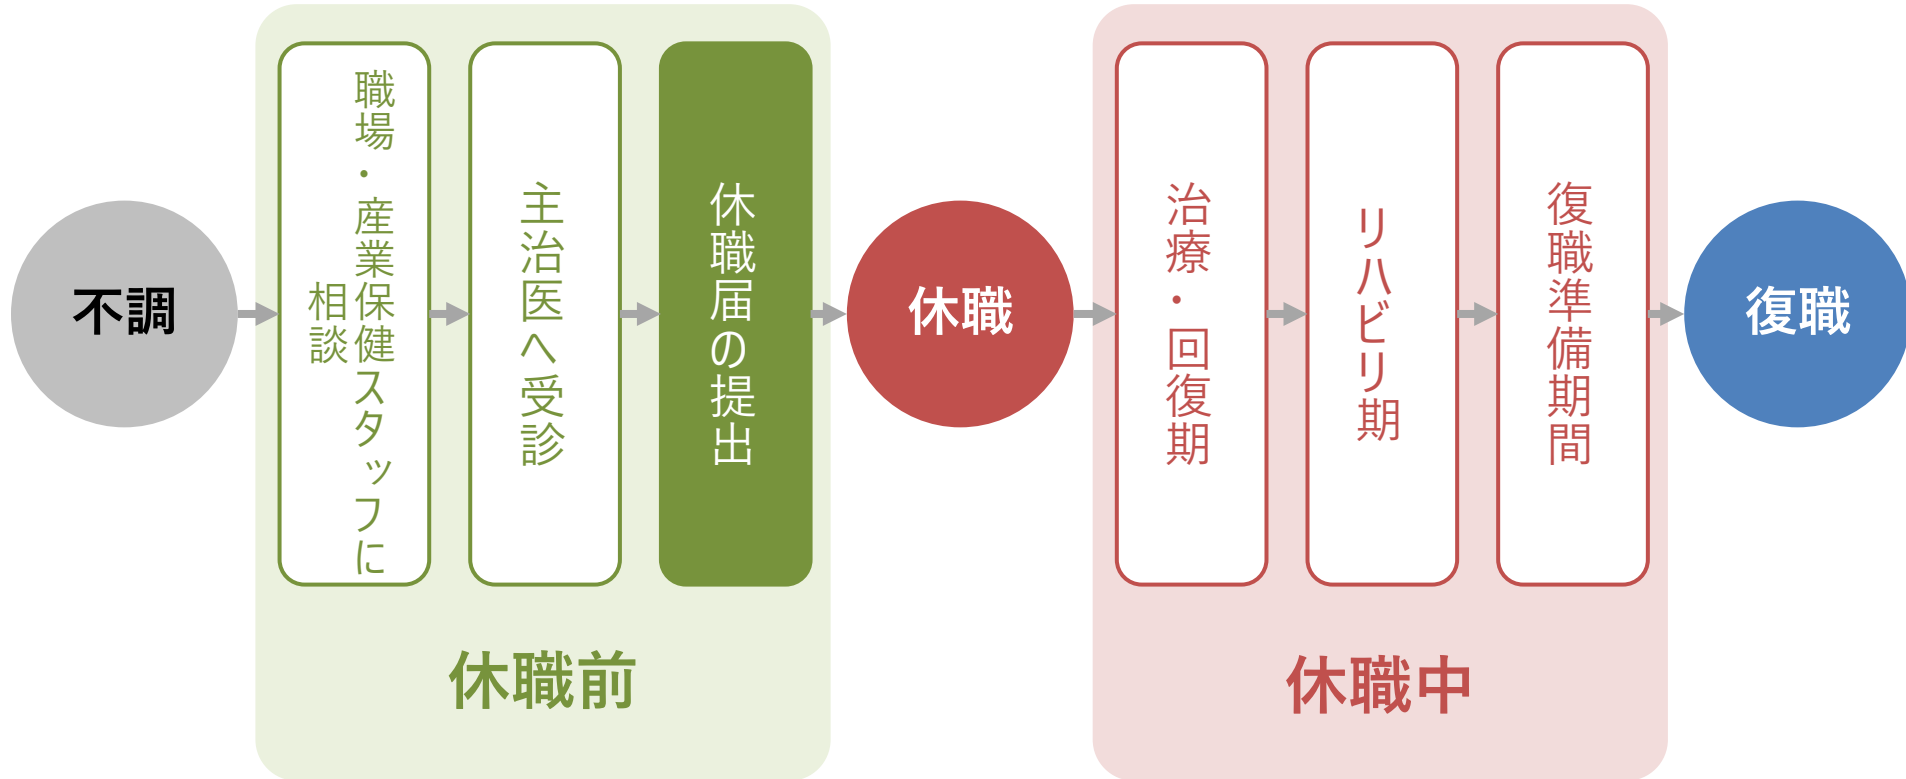 不調
職場・産業保健スタッフに
相談
主治医へ受診
休職届の提出
休職前
休職
治療・回復期
リハビリ期
復職準備期間
休職中
復職